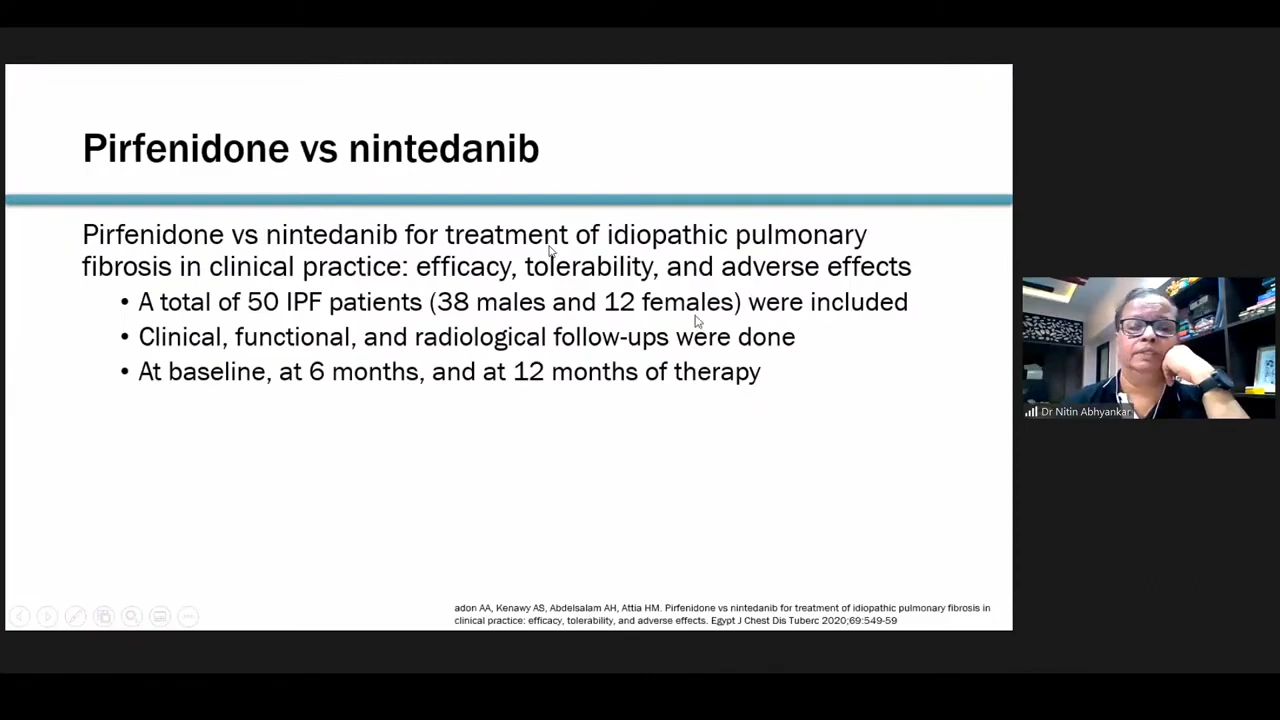 Pirfenidone vs nintedanib
Pirfenidone vs nintedanib for treatment of idiopathic pulmonary
fibrosis in clinical practice: efficacy, tolerability, and adverse effects
• A total of 50 IPF patients (38 males and 12 females) were included
• Clinical, functional, and radiological follow-ups were done
• At baseline, at 6 months, and at 12 months of therapy
adon AA, Kenawy AS, Abdelsalam AH, Attia HM. Pirfenidone vs nintedanib for treatment of idiopathic pulmonary fibrosis in
clinical practice: efficacy, tolerability, and adverse effects. Egypt J Chest Dis Tuberc 2020;69:549-59
Dr Nitin Abhyankar